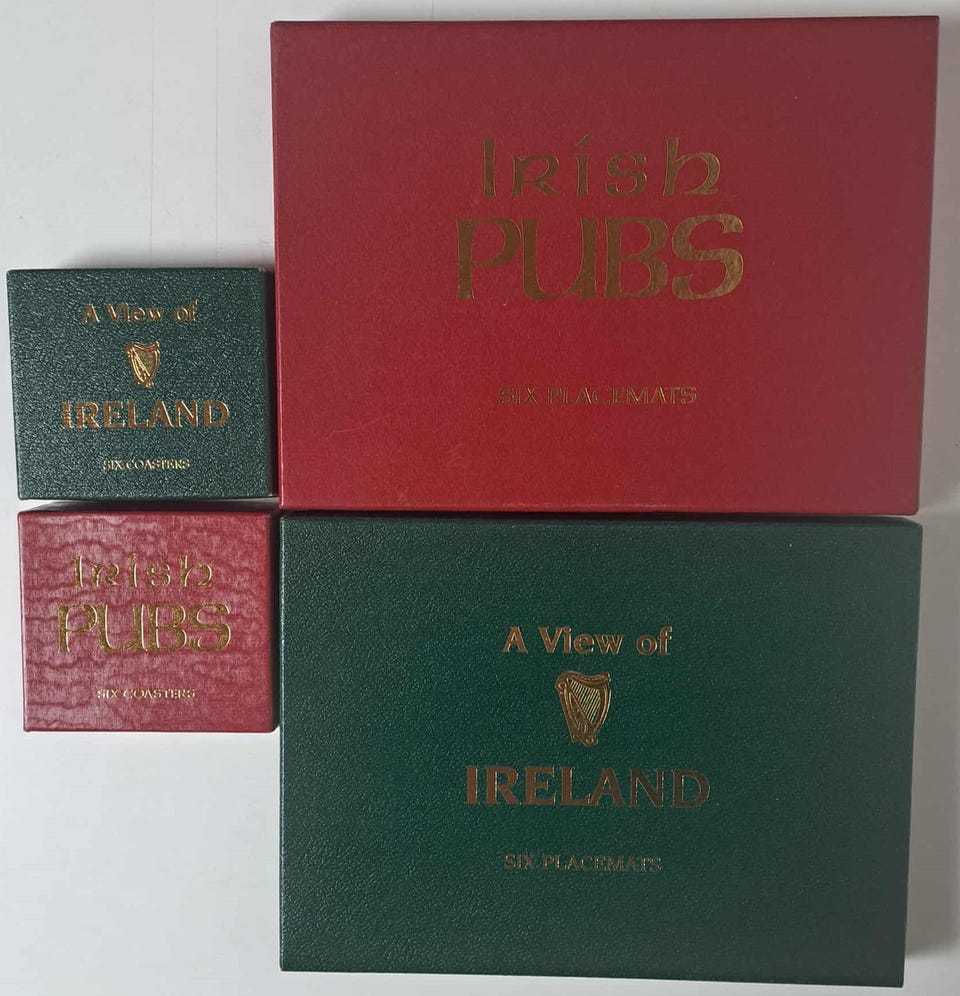 Irish
PUBS
SIX PLACEMATS
A View of
IRELAND
SIX COASTERS
Irish
PUBS
SIX COASTERS
A View of
IRELAND
SIX PLACEMATS